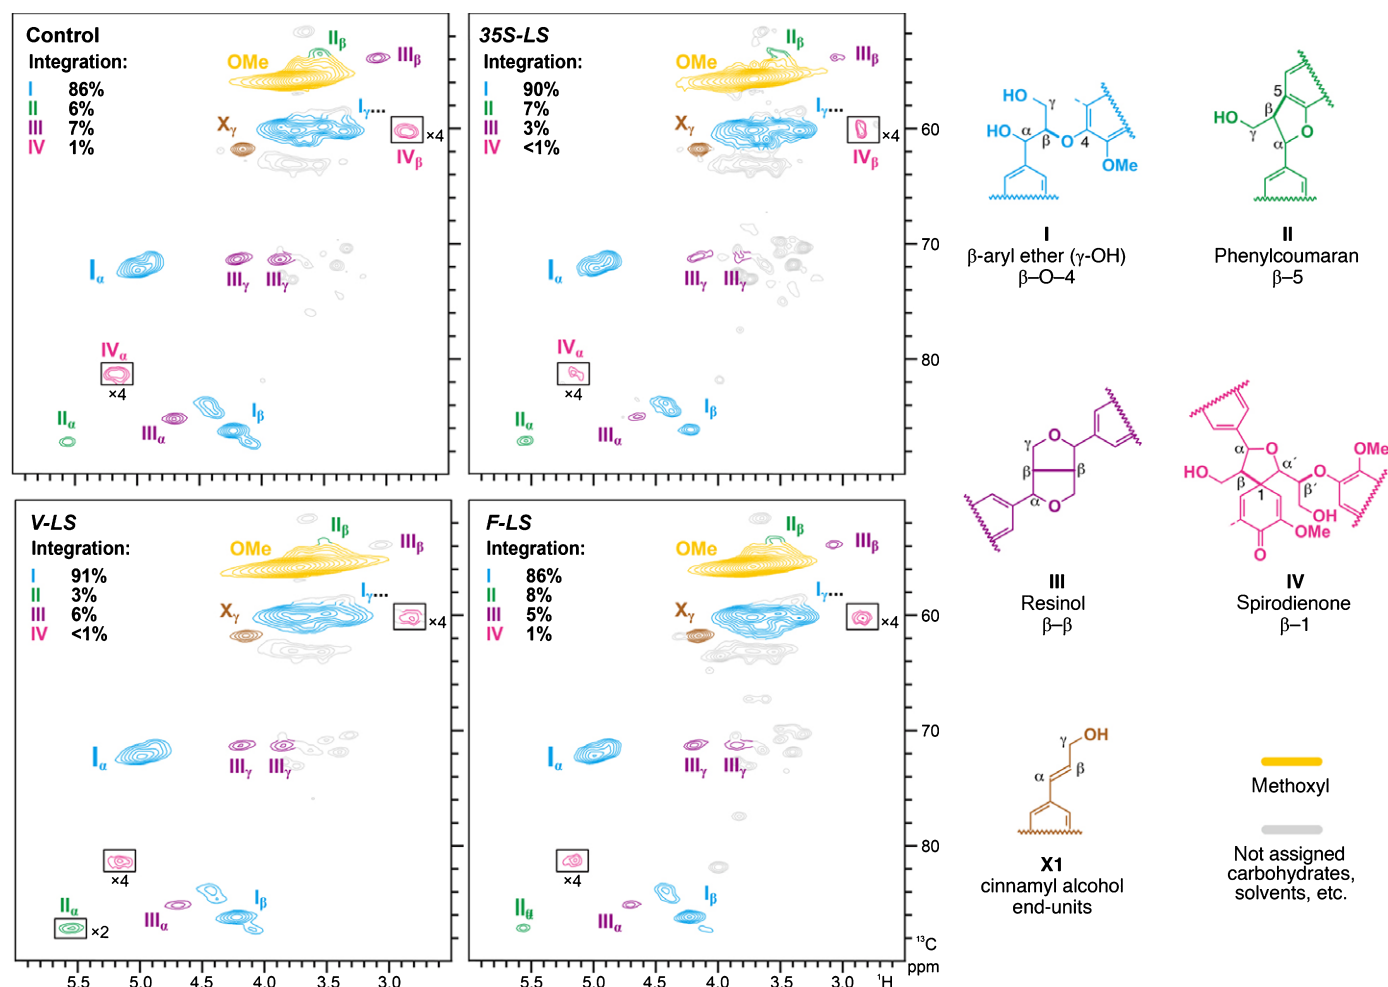 Control
Integration:
I 86%
II 6%
III 7%
IV 1%
OMe
IIβ
IIIβ
Iγ...
Xγ
×4
IVβ
Iα
IIIγ IIIγ
IVα
×4
IIα
IIIα
Iβ
35S-LS
Integration:
I 90%
II 7%
III 3%
IV <1%
OMe
IIβ
IIIβ
Iγ...
Xγ
×4
IVβ
Iα
IIIγ IIIγ
IVα
×4
IIα
IIIα
Iβ
60
70
80
V-LS
Integration:
I 91%
II 3%
III 6%
IV <1%
OMe
IIβ
IIIβ
Iγ...
Xγ
×4
Iα
IIIγ IIIγ
×4
IIα
×2
IIIα
Iβ
5.5 5.0 4.5 4.0 3.5 3.0
F-LS
Integration:
I 86%
II 8%
III 5%
IV 1%
OMe
IIβ
IIIβ
Iγ...
Xγ
×4
Iα
IIIγ IIIγ
×4
IIα
IIIα
Iβ
5.5 5.0 4.5 4.0 3.5 3.0 ¹H
60
70
80
¹³C
ppm
HO γ
HO α β O 4
OMe
I
β-aryl ether (γ-OH)
β–O–4
5
HO β
γ α O
II
Phenylcoumaran
β–5
γ O
β β
α O
III
Resinol
β–β
α O α´ OMe
HO β 1 β´ O
OH
OMe
O
IV
Spirodienone
β–1
γ OH
α β
X1
cinnamyl alcohol
end-units
Methoxyl
Not assigned
carbohydrates,
solvents, etc.